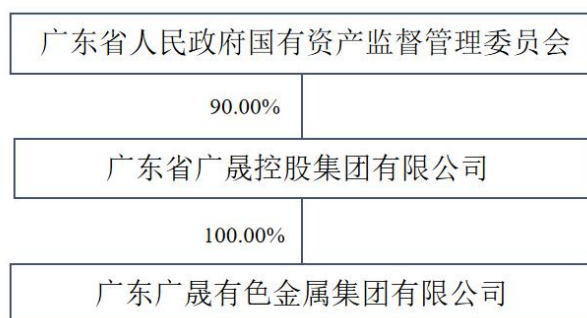 广东省人民政府国有资产监督管理委员会
90.00%
广东省广晟控股集团有限公司
100.00%
广东广晟有色金属集团有限公司